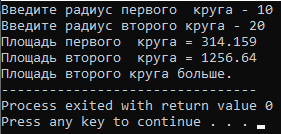 Введите радиус первого  круга - 10
Введите радиус второго круга - 20
Площадь первого  круга = 314.159
Площадь второго  круга = 1256.64
Площадь второго круга больше.
--------------------------------
Process exited with return value 0
Press any key to continue . . .